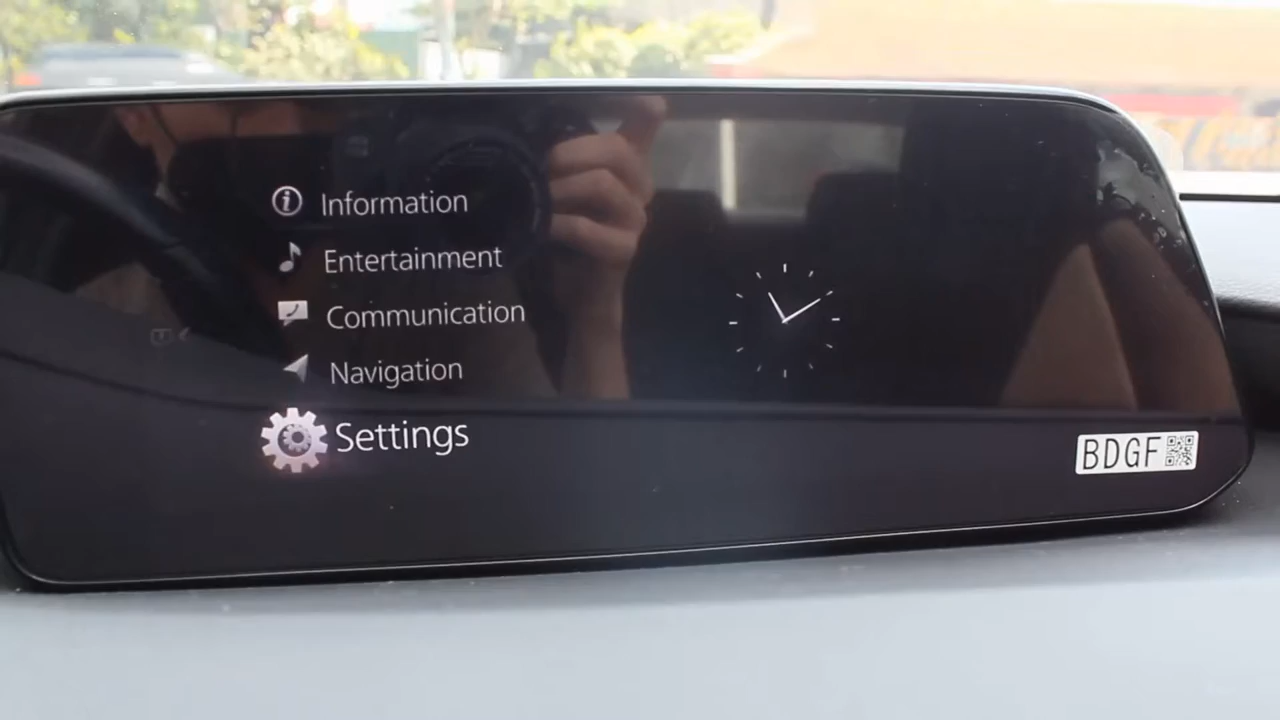 Information
Entertainment
Communication
Navigation
Settings
BDGF